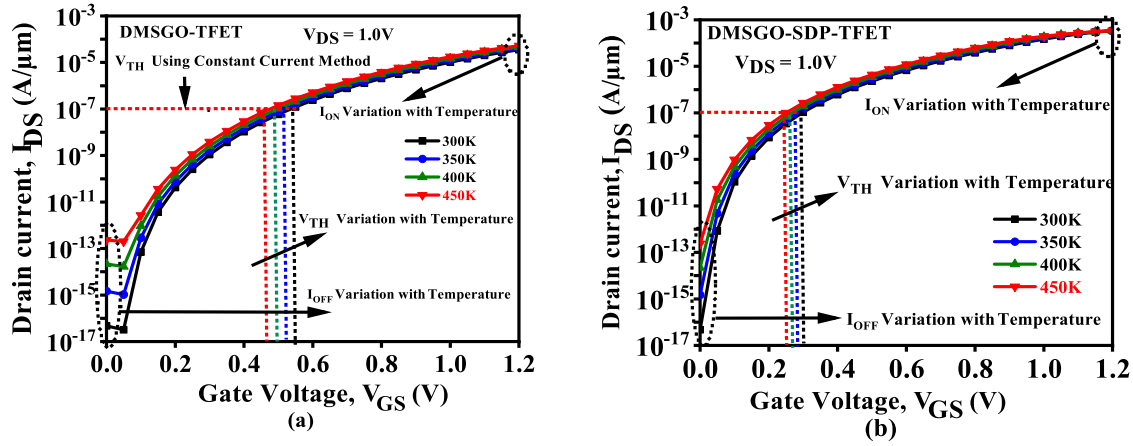 DMSGO-TFET
V_DS = 1.0V
V_TH Using Constant Current Method
I_ON Variation with Temperature
300K
350K
400K
450K
V_TH Variation with Temperature
I_OFF Variation with Temperature
Drain current, I_DS (A/μm)
10^-3
10^-5
10^-7
10^-9
10^-11
10^-13
10^-15
10^-17
0.0 0.2 0.4 0.6 0.8 1.0 1.2
Gate Voltage, V_GS (V)
(a)
DMSGO-SDP-TFET
V_DS = 1.0V
I_ON Variation with Temperature
V_TH Variation with Temperature
300K
350K
400K
450K
I_OFF Variation with Temperature
Drain current, I_DS (A/μm)
10^-3
10^-5
10^-7
10^-9
10^-11
10^-13
10^-15
10^-17
0.0 0.2 0.4 0.6 0.8 1.0 1.2
Gate Voltage, V_GS (V)
(b)